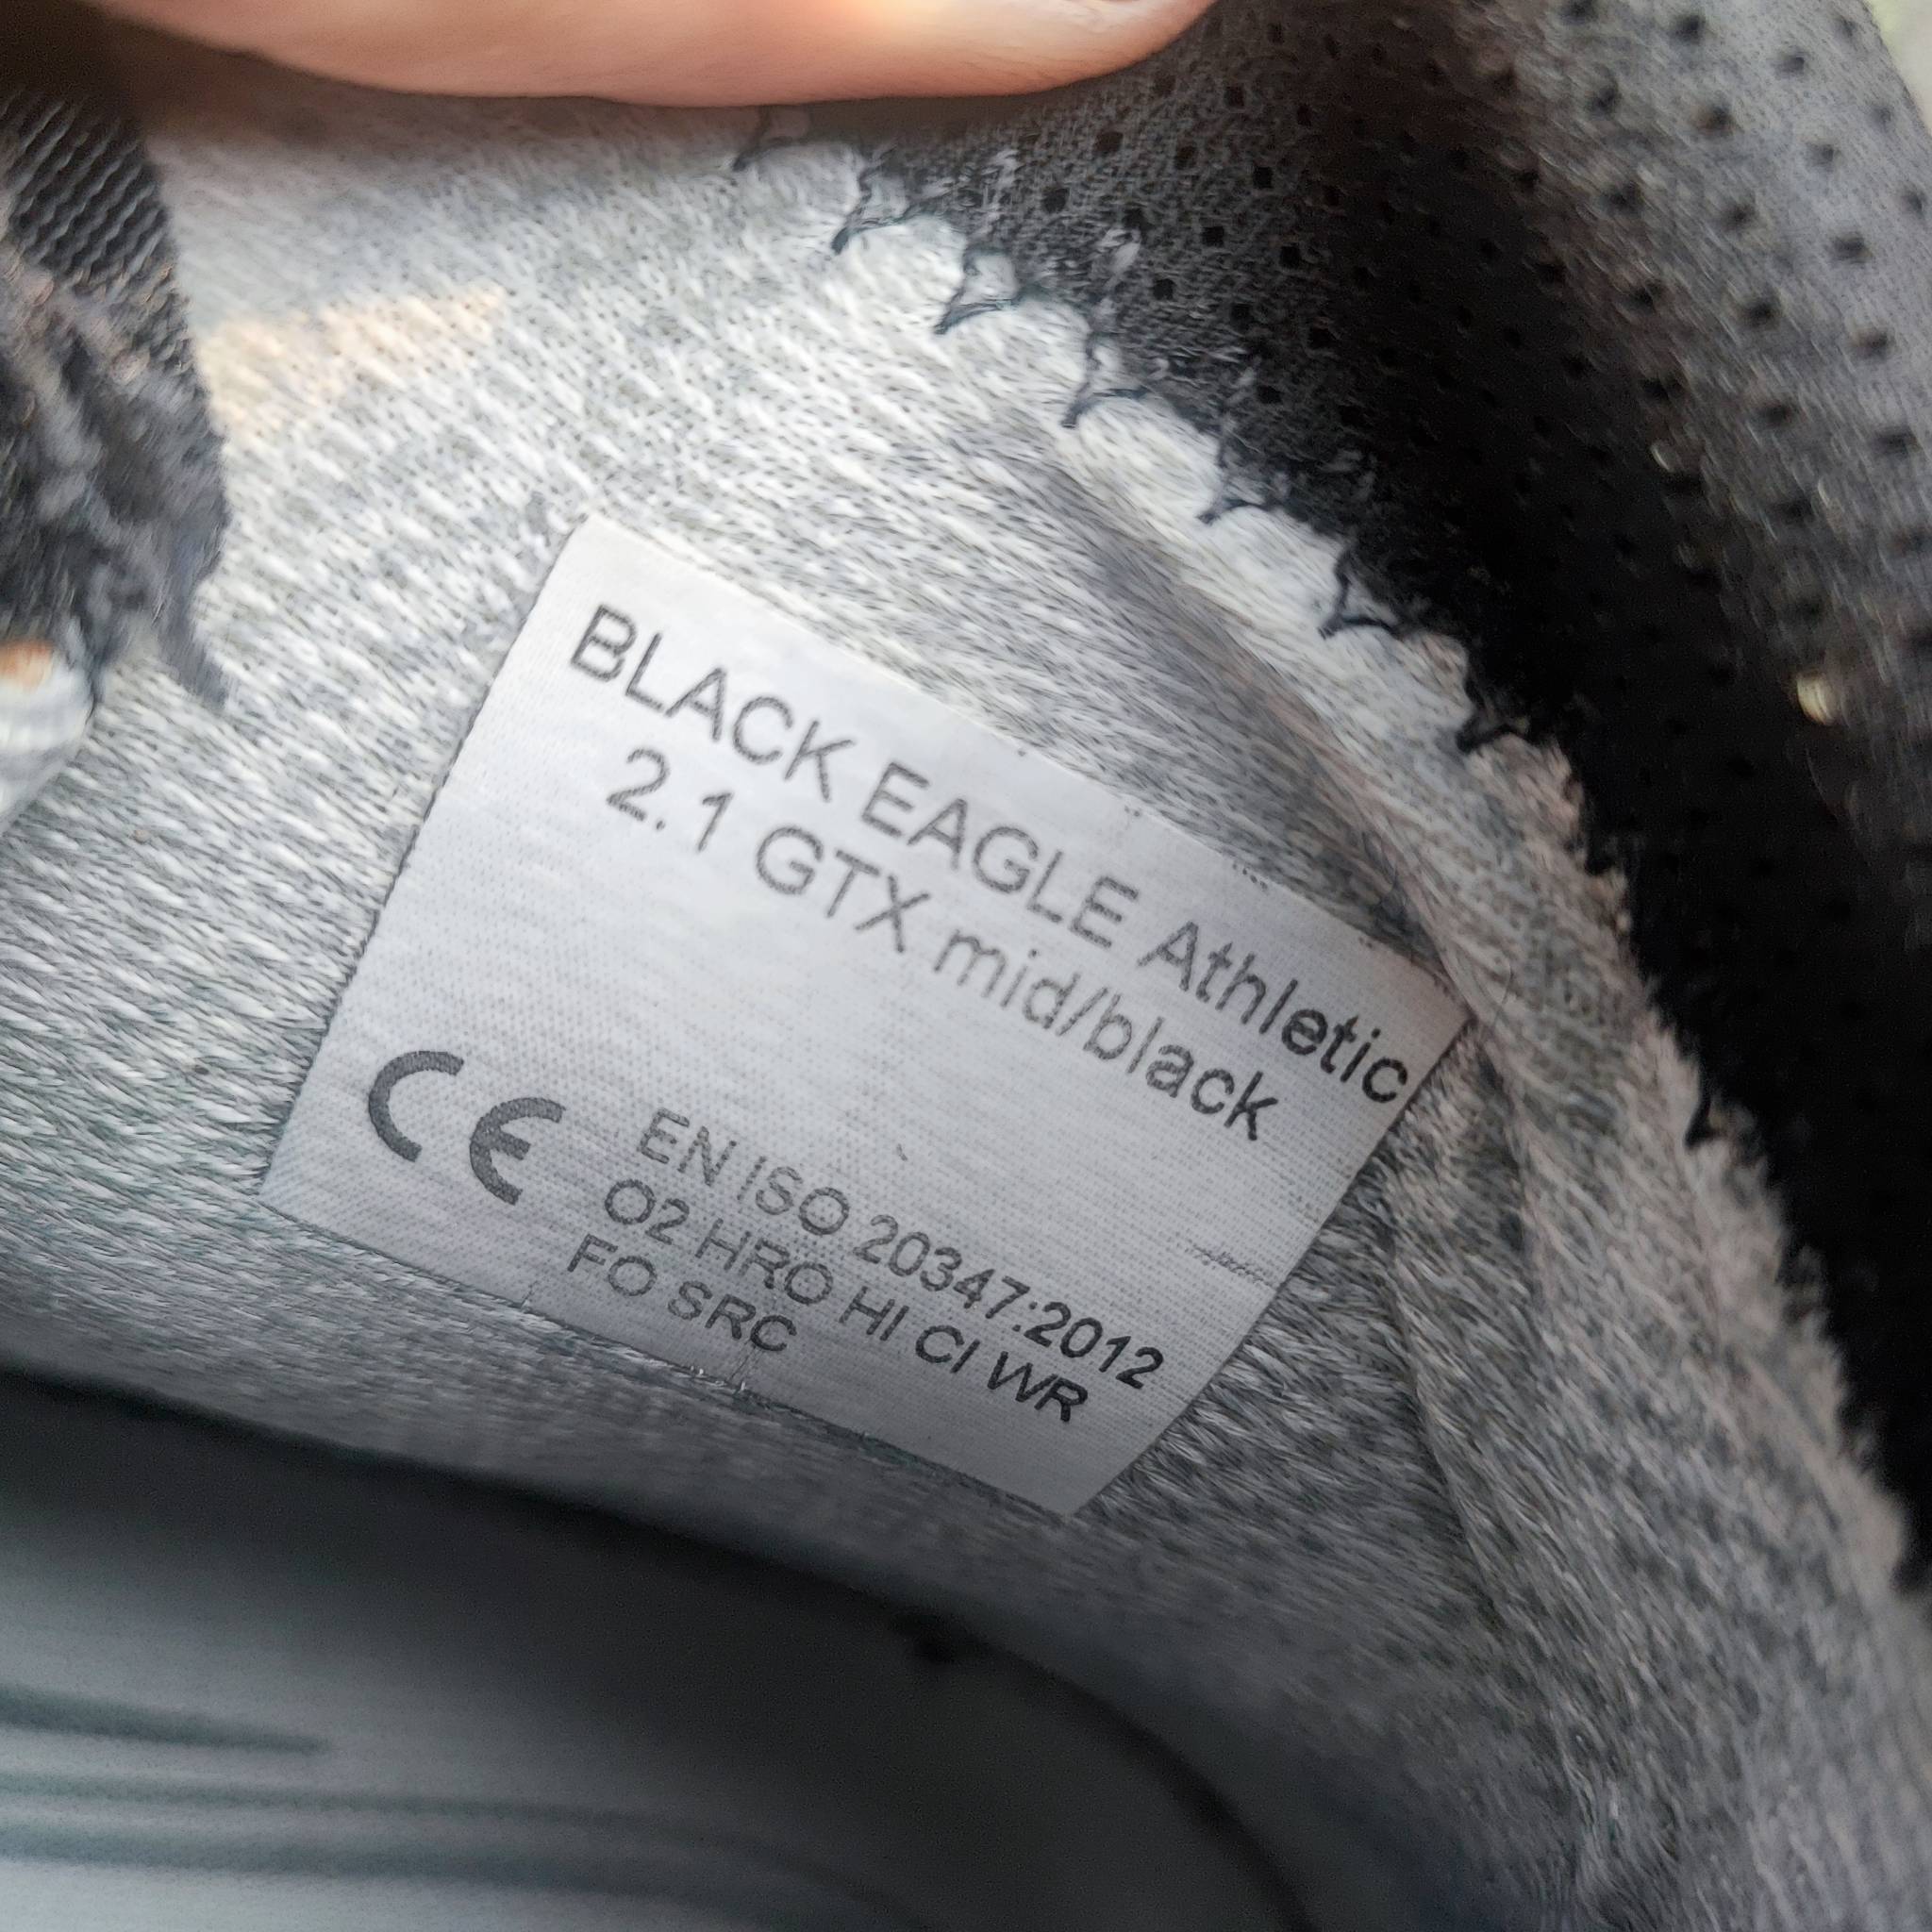 BLACK EAGLE Athletic
2.1 GTX mid/black
CE
EN ISO 20347:2012
O2 HRO HI CI WR
FO SRC